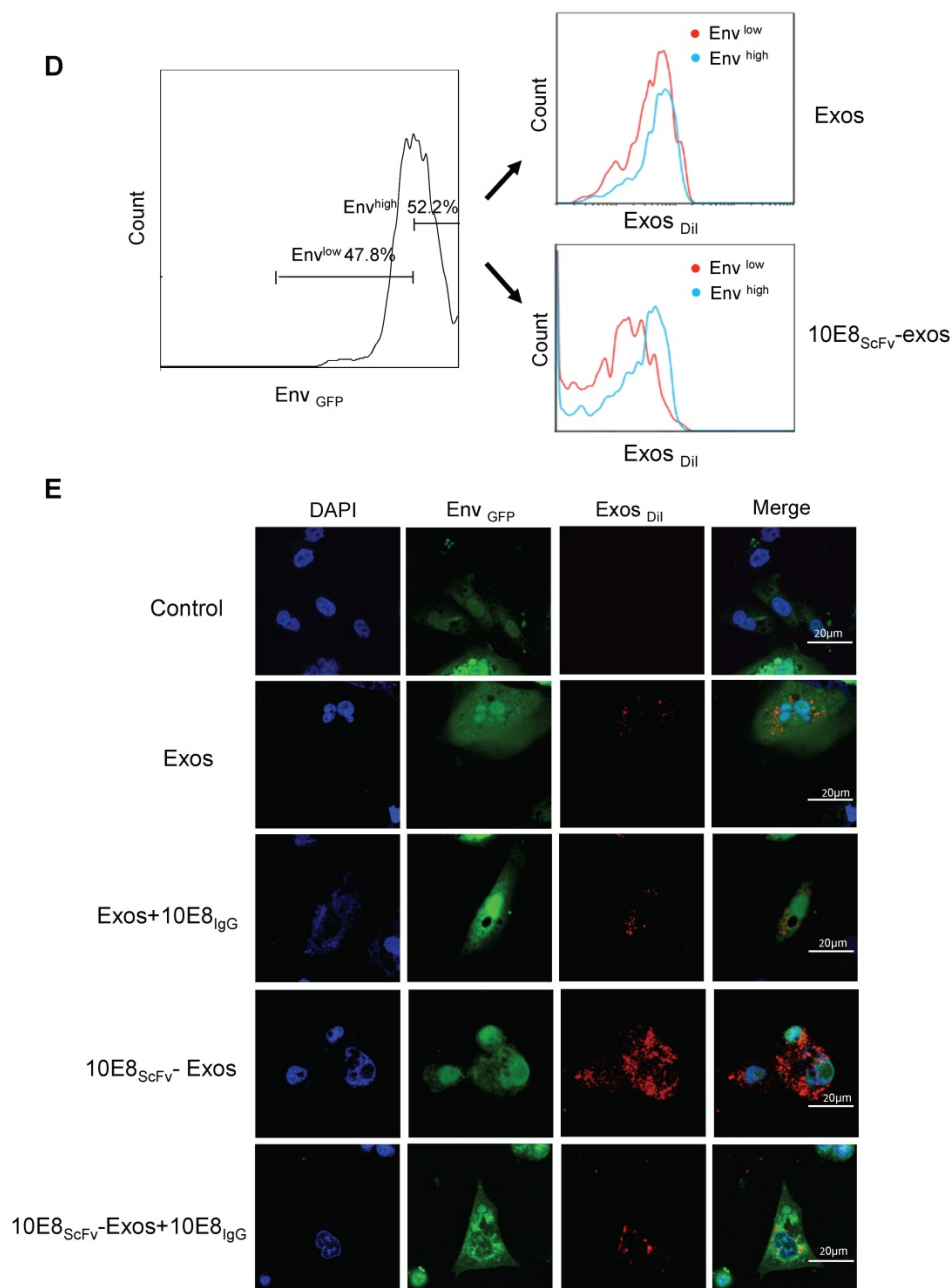 D
Count
Env^high 52.2%
Env^low 47.8%
Env GFP
Env low
Env high
Count
Exos DiI
Exos
Env low
Env high
Count
Exos DiI
10E8ScFv-exos
E
DAPI Env GFP Exos DiI Merge
Control
20μm
Exos
20μm
Exos+10E8IgG
20μm
10E8ScFv- Exos
20μm
10E8ScFv-Exos+10E8IgG
20μm